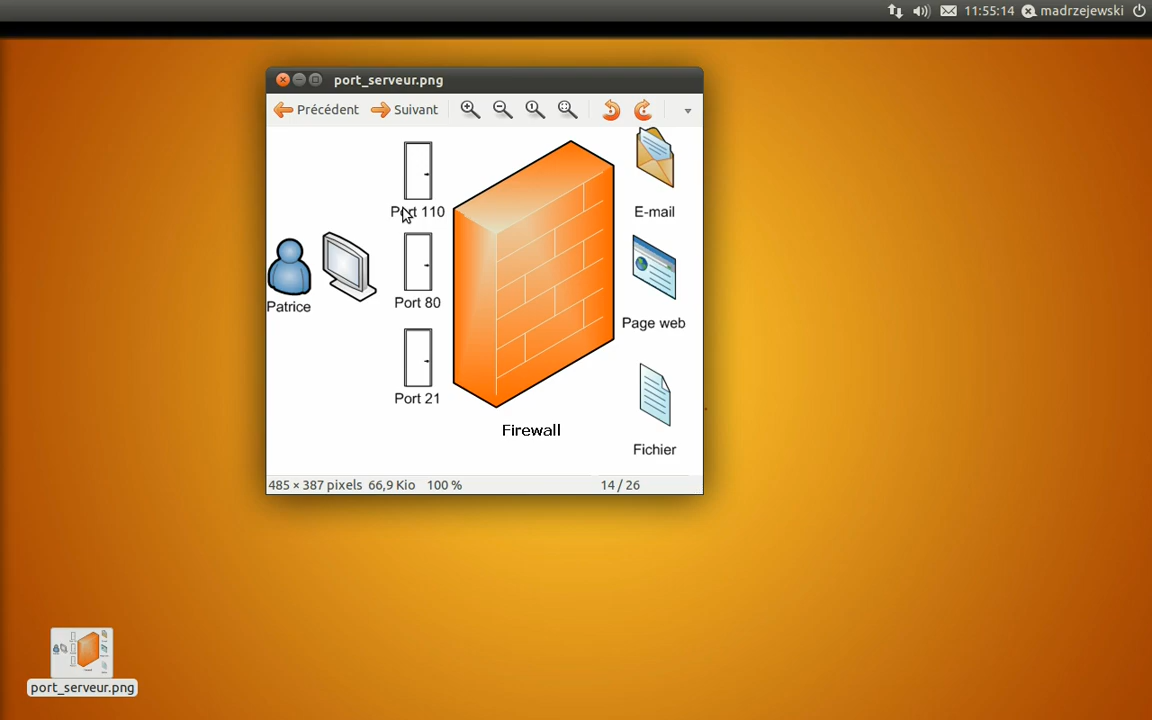 11:55:14 madrzejewski
port_serveur.png
Précédent Suivant
Port 110
E-mail
Patrice
Port 80
Page web
Port 21
Firewall
Fichier
485 × 387 pixels 66,9 Kio 100 % 14 / 26
port_serveur.png